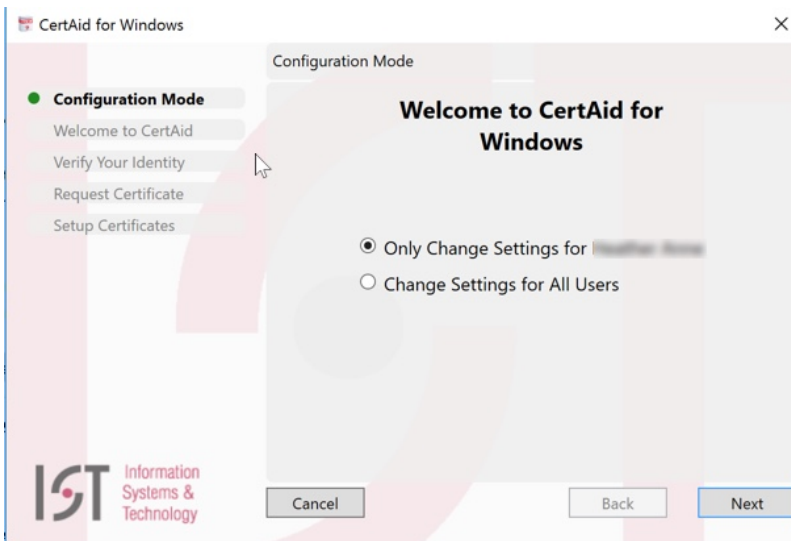 CertAid for Windows
Configuration Mode
Configuration Mode
Welcome to CertAid
Verify Your Identity
Request Certificate
Setup Certificates
Welcome to CertAid for
Windows
Only Change Settings for
Change Settings for All Users
IST
Information
Systems &
Technology
Cancel
Back
Next